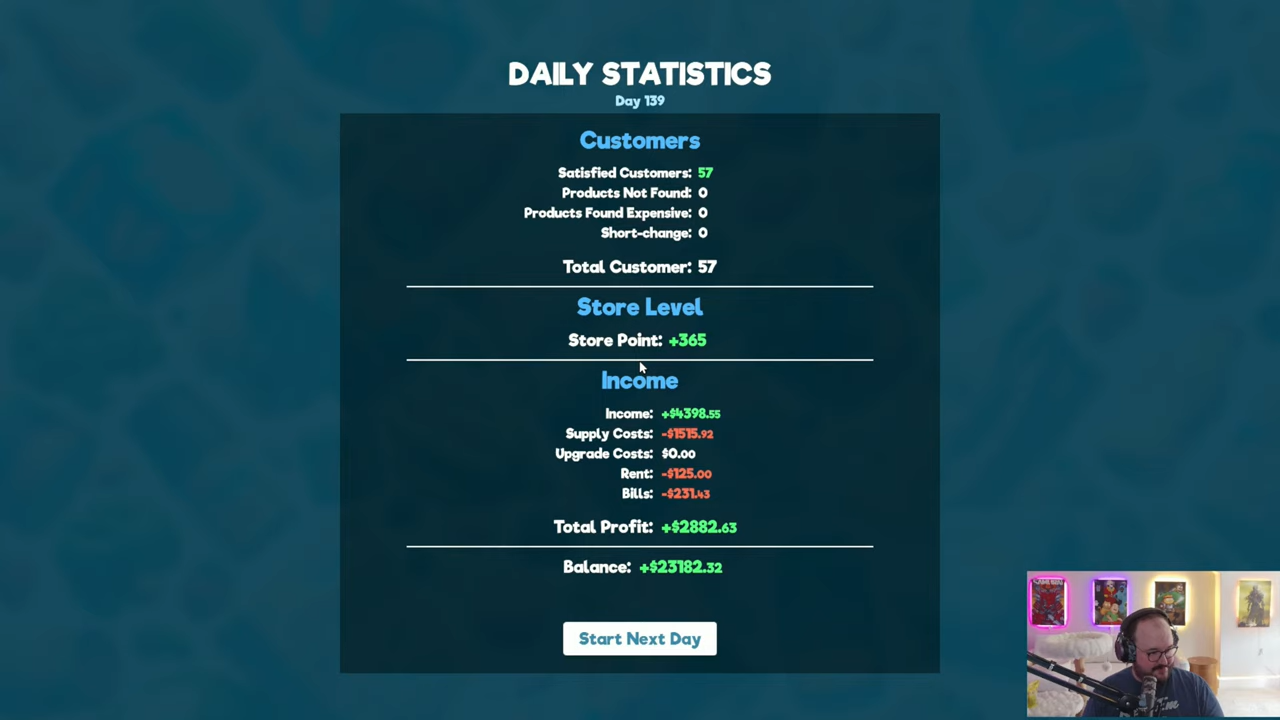 DAILY STATISTICS
Day 139
Customers
Satisfied Customers: 57
Products Not Found: 0
Products Found Expensive: 0
Short-change: 0
Total Customer: 57
Store Level
Store Point: +365
Income
Income: +$4398.55
Supply Costs: -$1515.92
Upgrade Costs: $0.00
Rent: -$125.00
Bills: -$231.43
Total Profit: +$2882.63
Balance: +$23182.32
Start Next Day